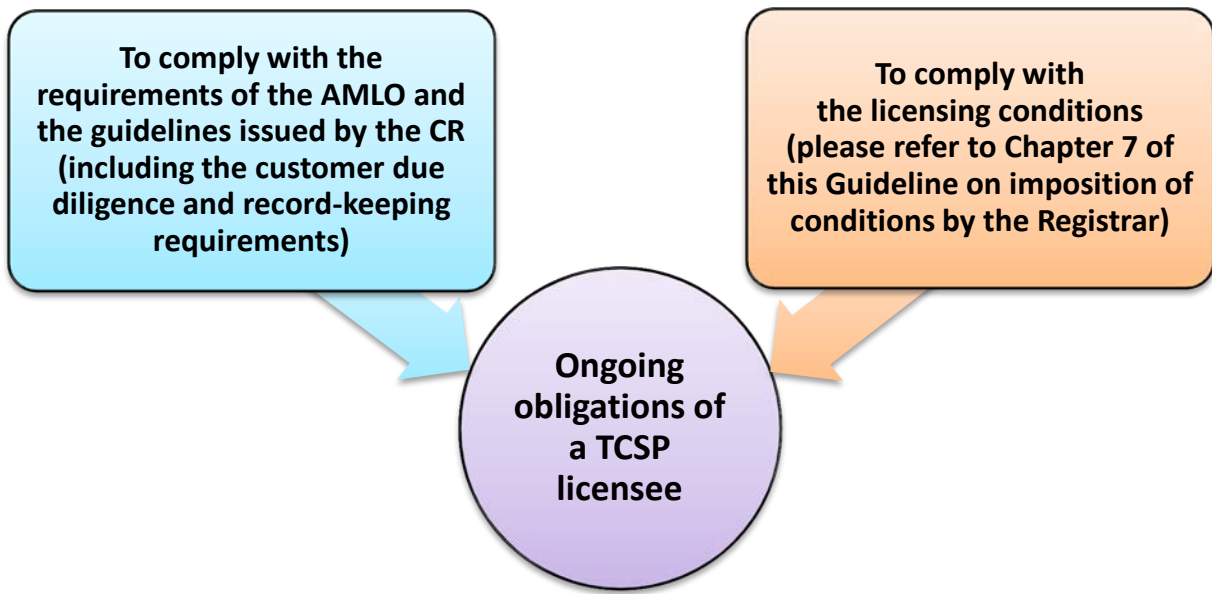 To comply with the
requirements of the AMLO and
the guidelines issued by the CR
(including the customer due
diligence and record-keeping
requirements)
To comply with
the licensing conditions
(please refer to Chapter 7 of
this Guideline on imposition of
conditions by the Registrar)
Ongoing
obligations of
a TCSP
licensee